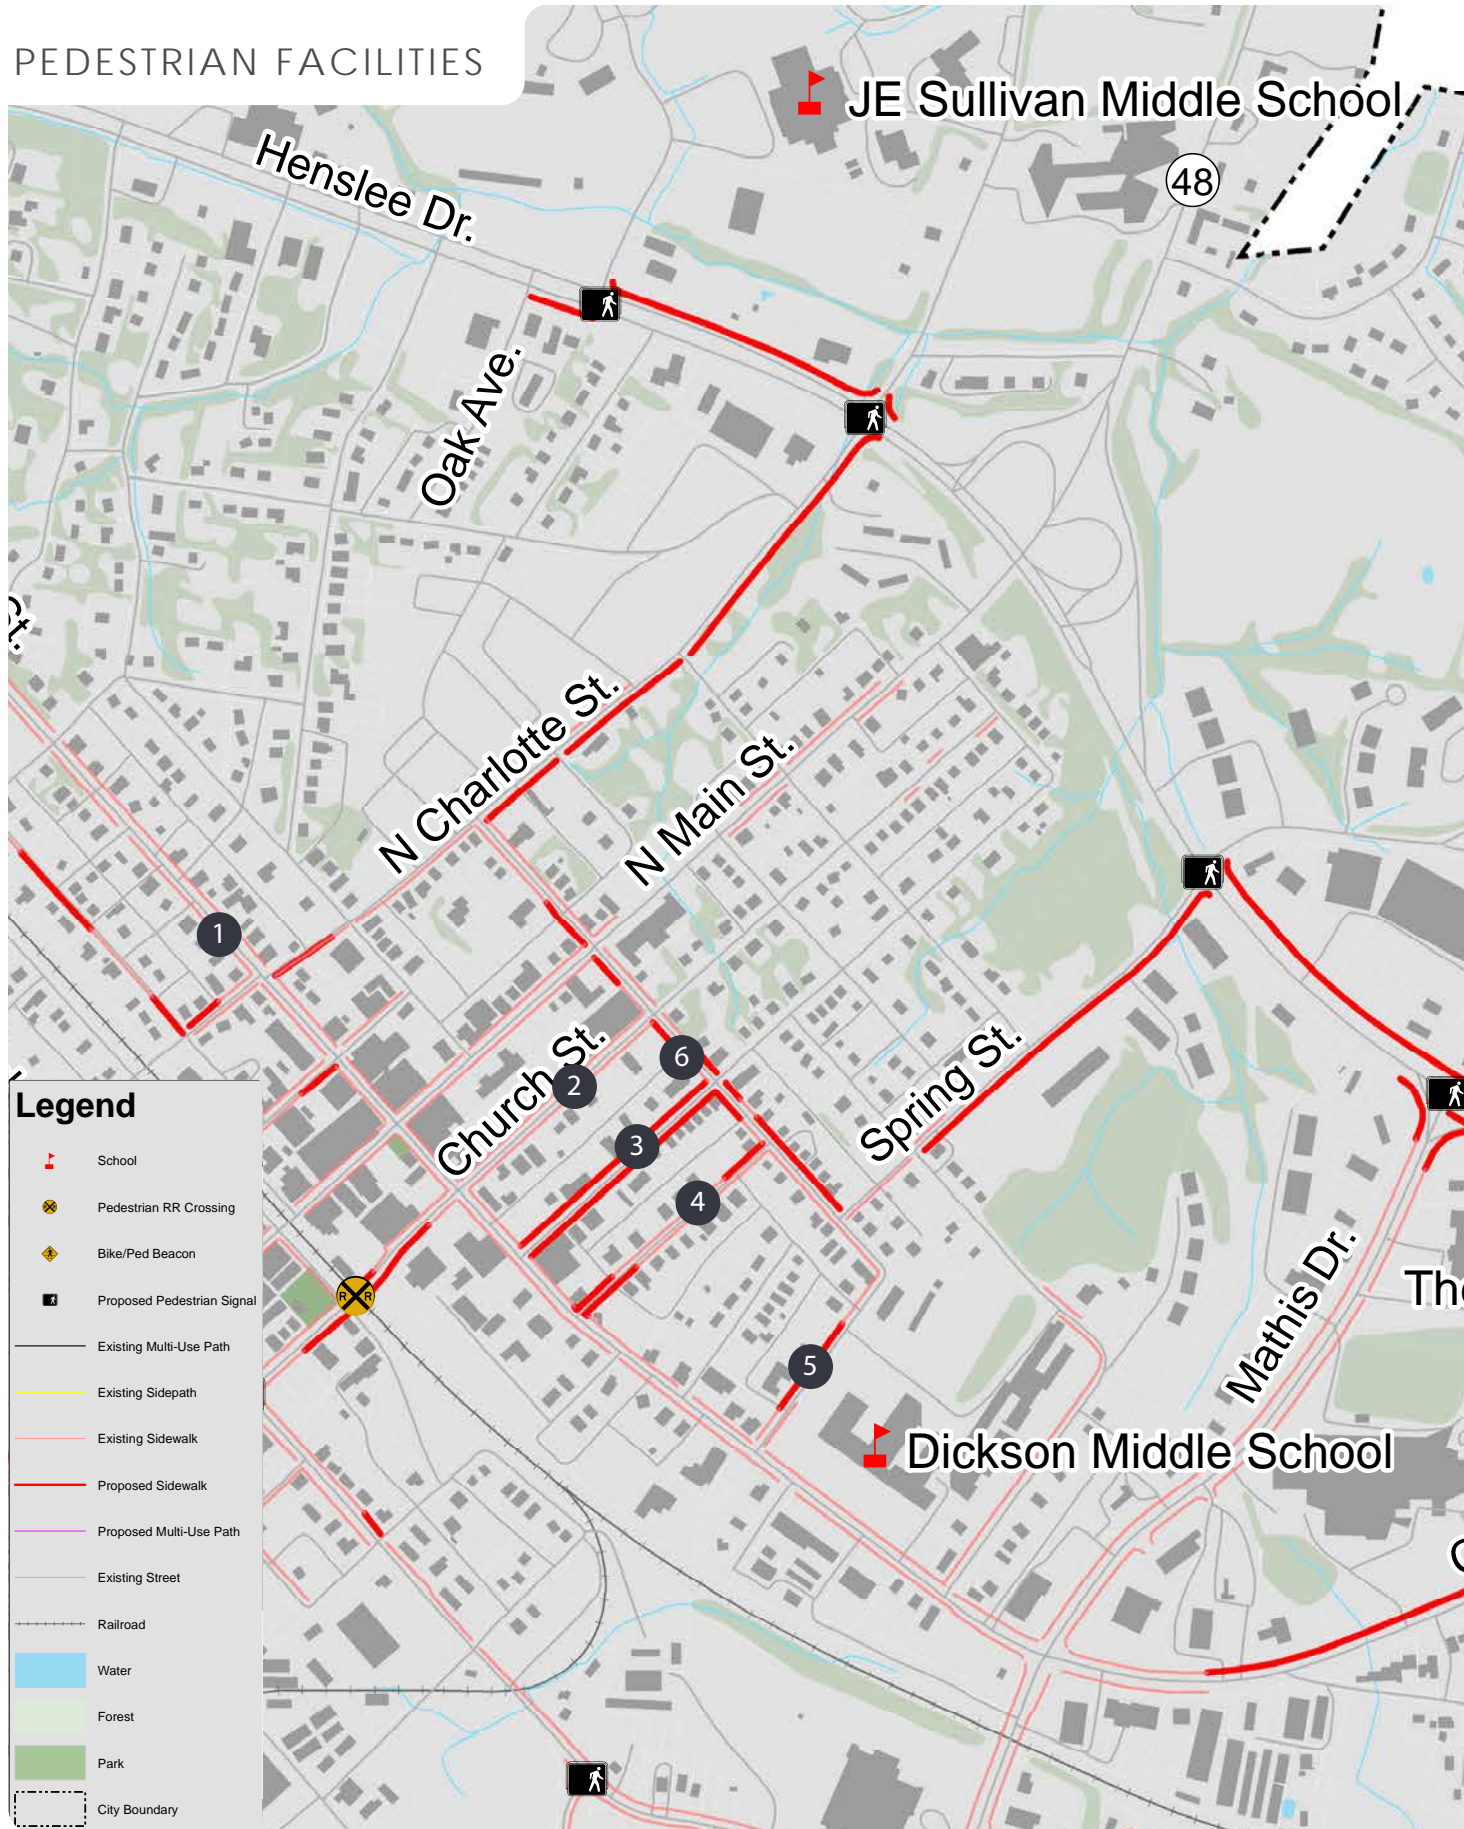 PEDESTRIAN FACILITIES
JE Sullivan Middle School
48
Henslee Dr.
Oak Ave.
St.
N Charlotte St.
N Main St.
1
Church St.
2
6
3
4
5
Spring St.
Mathis Dr.
Dickson Middle School
R R
Legend
School
Pedestrian RR Crossing
Bike/Ped Beacon
Proposed Pedestrian Signal
Existing Multi-Use Path
Existing Sidepath
Existing Sidewalk
Proposed Sidewalk
Proposed Multi-Use Path
Existing Street
Railroad
Water
Forest
Park
City Boundary